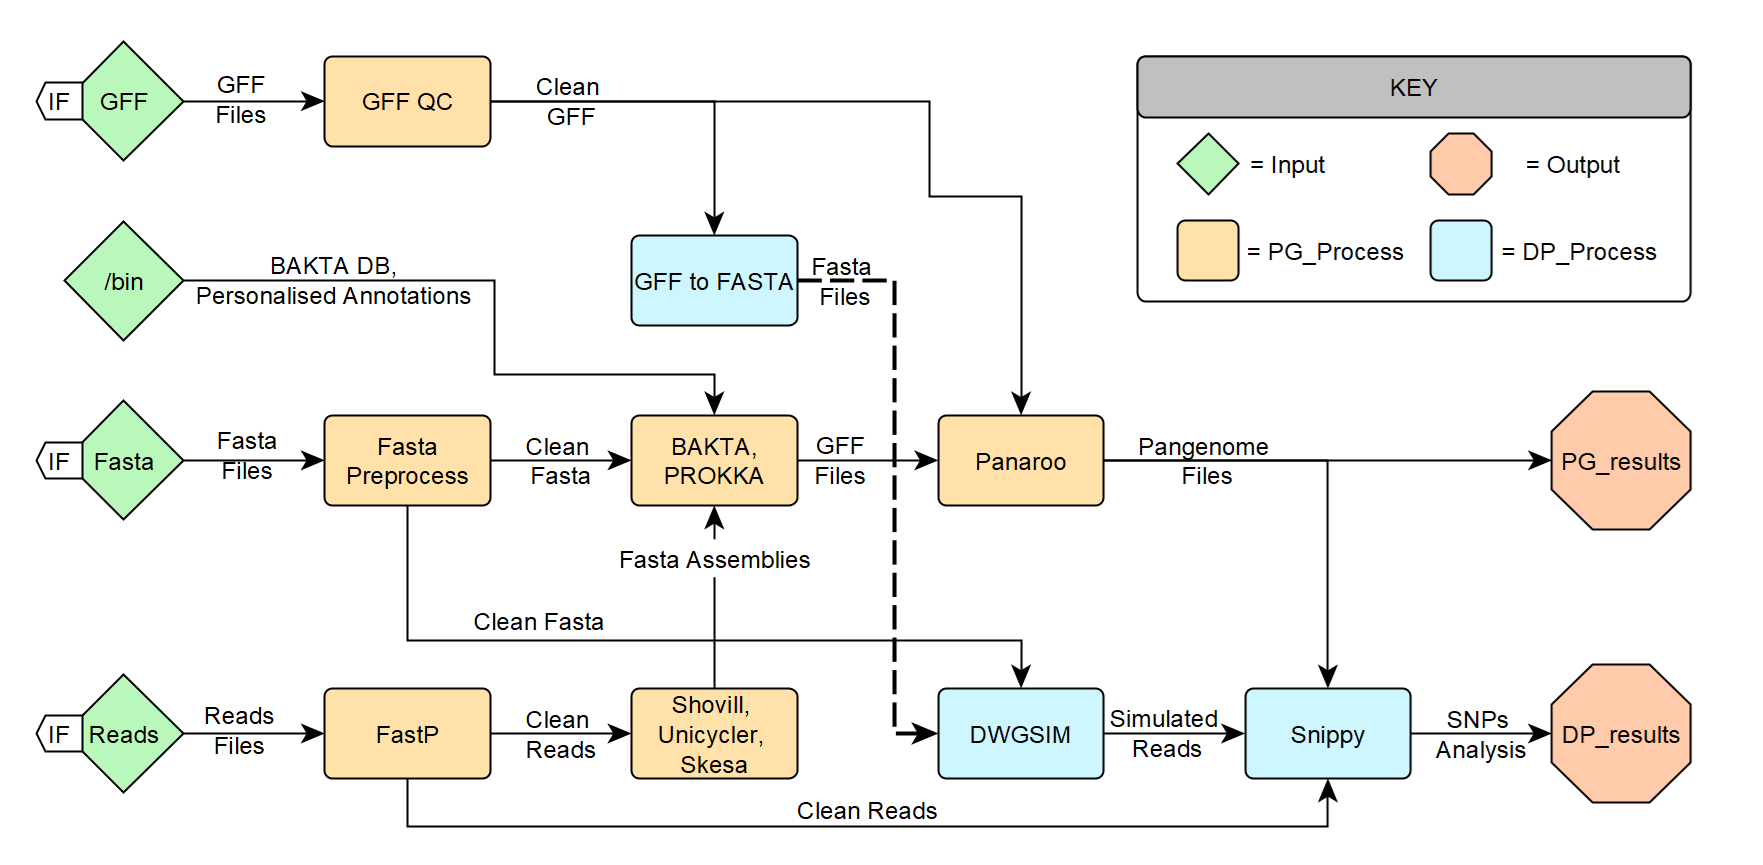 IF
GFF
GFF
Files
GFF QC
Clean
GFF
KEY
= Input
= Output
= PG_Process
= DP_Process
/bin
BAKTA DB,
Personalised Annotations
GFF to FASTA
Fasta
Files
IF
Fasta
Fasta
Files
Fasta
Preprocess
Clean
Fasta
BAKTA,
PROKKA
GFF
Files
Panaroo
Pangenome
Files
PG_results
Fasta Assemblies
Clean Fasta
IF
Reads
Reads
Files
FastP
Clean
Reads
Shovill,
Unicycler,
Skesa
DWGSIM
Simulated
Reads
Snippy
SNPs
Analysis
DP_results
Clean Reads